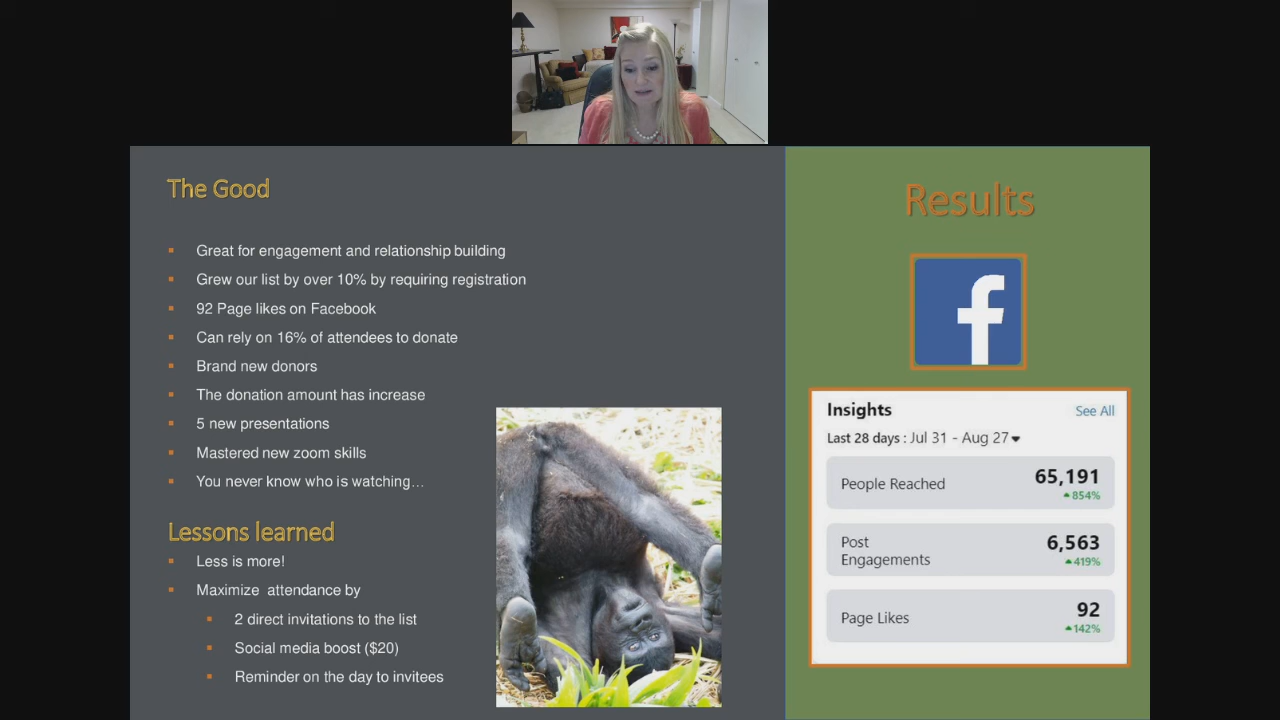 The Good
Great for engagement and relationship building
Grew our list by over 10% by requiring registration
92 Page likes on Facebook
Can rely on 16% of attendees to donate
Brand new donors
The donation amount has increase
5 new presentations
Mastered new zoom skills
You never know who is watching…
Lessons learned
Less is more!
Maximize attendance by
2 direct invitations to the list
Social media boost ($20)
Reminder on the day to invitees
Results
f
Insights See All
Last 28 days : Jul 31 - Aug 27
People Reached 65,191
854%
Post Engagements 6,563
419%
Page Likes 92
142%